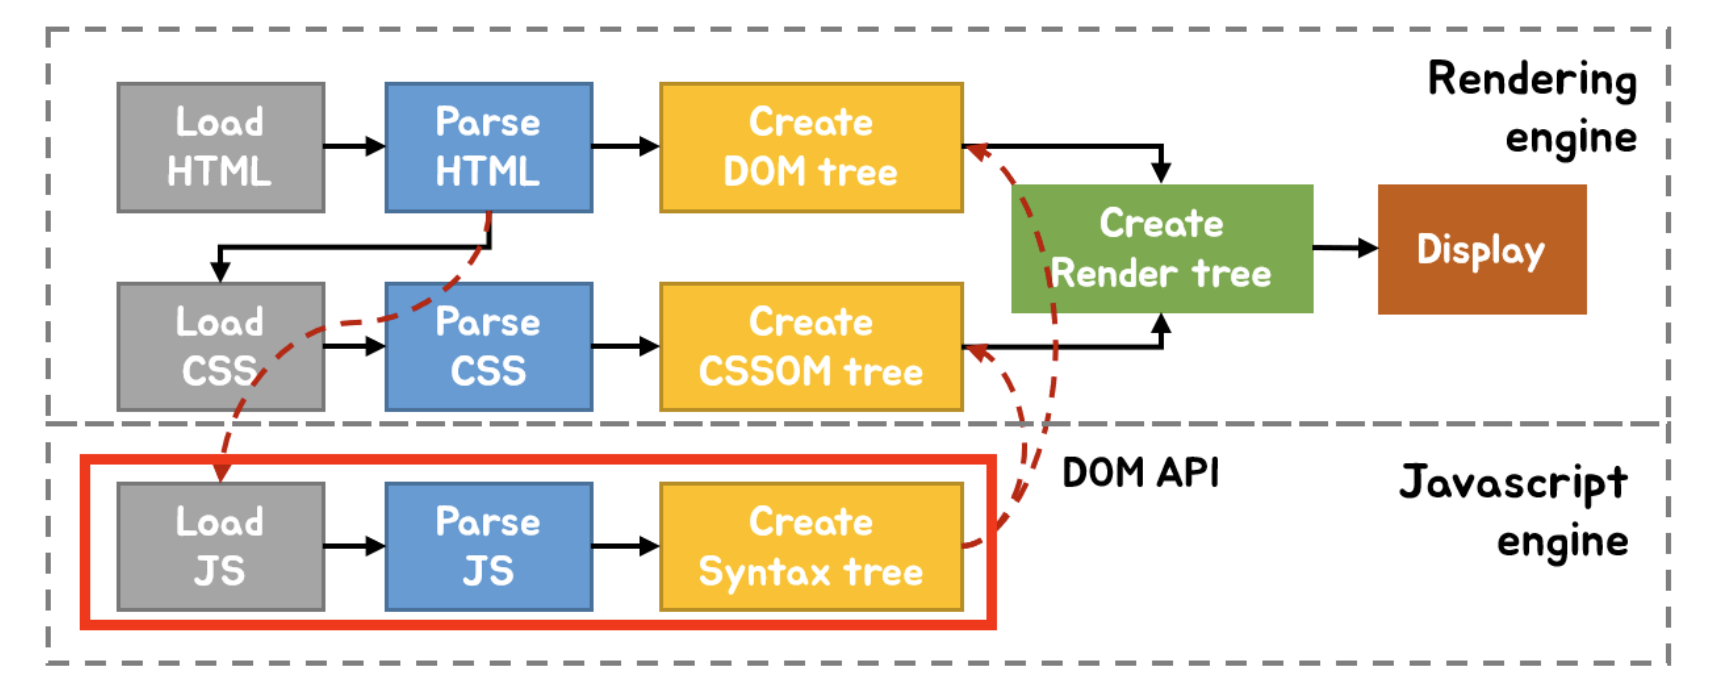 Rendering
engine
Load
HTML
Parse
HTML
Create
DOM tree
Create
Render tree
Display
Load
CSS
Parse
CSS
Create
CSSOM tree
DOM API
Javascript
engine
Load
JS
Parse
JS
Create
Syntax tree